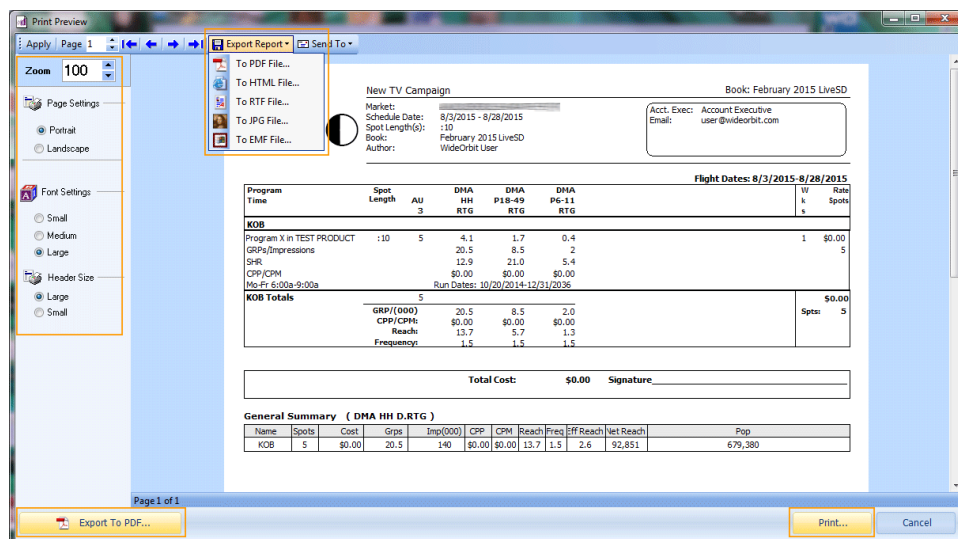 Print Preview
Apply Page 1 Export Report Send To
Zoom 100
Page Settings
Portrait
Landscape
Font Settings
Small
Medium
Large
Header Size
Large
Small
To PDF File...
To HTML File...
To RTF File...
To JPG File...
To EMF File...
New TV Campaign Book: February 2015 LiveSD
Market:
Schedule Date: 8/3/2015 - 8/28/2015
Spot Length(s): :10
Book: February 2015 LiveSD
Author: WideOrbit User
Acct. Exec: Account Executive
Email: user@wideorbit.com
Flight Dates: 8/3/2015-8/28/2015
Program Spot DMA DMA DMA W Rate
Time Length AU HH P18-49 P6-11 k Spots
3 RTG RTG RTG s
KOB
Program X in TEST PRODUCT :10 5 4.1 1.7 0.4 1 $0.00
GRPs/Impressions 20.5 8.5 2 5
SHR 12.9 21.0 5.4
CPP/CPM $0.00 $0.00 $0.00
Mo-Fr 6:00a-9:00a Run Dates: 10/20/2014-12/31/2036
KOB Totals 5 $0.00
GRP/(000) 20.5 8.5 2.0 Spts: 5
CPP/CPM: $0.00 $0.00 $0.00
Reach: 13.7 5.7 1.3
Frequency: 1.5 1.5 1.5
Total Cost: $0.00 Signature
General Summary ( DMA HH D.RTG )
Name Spots Cost Grps Imp(000) CPP CPM Reach Freq Eff Reach Net Reach Pop
KOB 5 $0.00 20.5 140 $0.00 $0.00 13.7 1.5 2.6 92,851 679,380
Page 1 of 1
Export To PDF... Print... Cancel